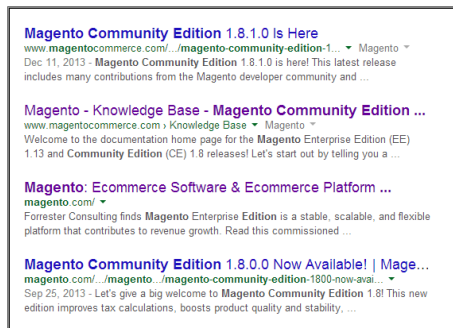 Magento Community Edition 1.8.1.0 Is Here
www.magentocommerce.com/.../magento-community-edition-1... ▼ Magento ▼
Dec 11, 2013 - Magento Community Edition 1.8.1.0 is here! This latest release
includes many contributions from the Magento developer community and ...
Magento - Knowledge Base - Magento Community Edition ...
www.magentocommerce.com › Knowledge Base ▼ Magento ▼
Welcome to the documentation home page for the Magento Enterprise Edition (EE)
1.13 and Community Edition (CE) 1.8 releases! Let's start out by telling you a ...
Magento: Ecommerce Software & Ecommerce Platform ...
magento.com/ ▼
Forrester Consulting finds Magento Enterprise Edition is a stable, scalable, and flexible
platform that contributes to revenue growth. Read this commissioned ...
Magento Community Edition 1.8.0.0 Now Available! | Mage...
magento.com/.../magento.../magento-community-edition-1800-now-avai... ▼
Sep 25, 2013 - Let's give a big welcome to Magento Community Edition 1.8! This new
edition improves tax calculations, boosts product quality and stability, ...